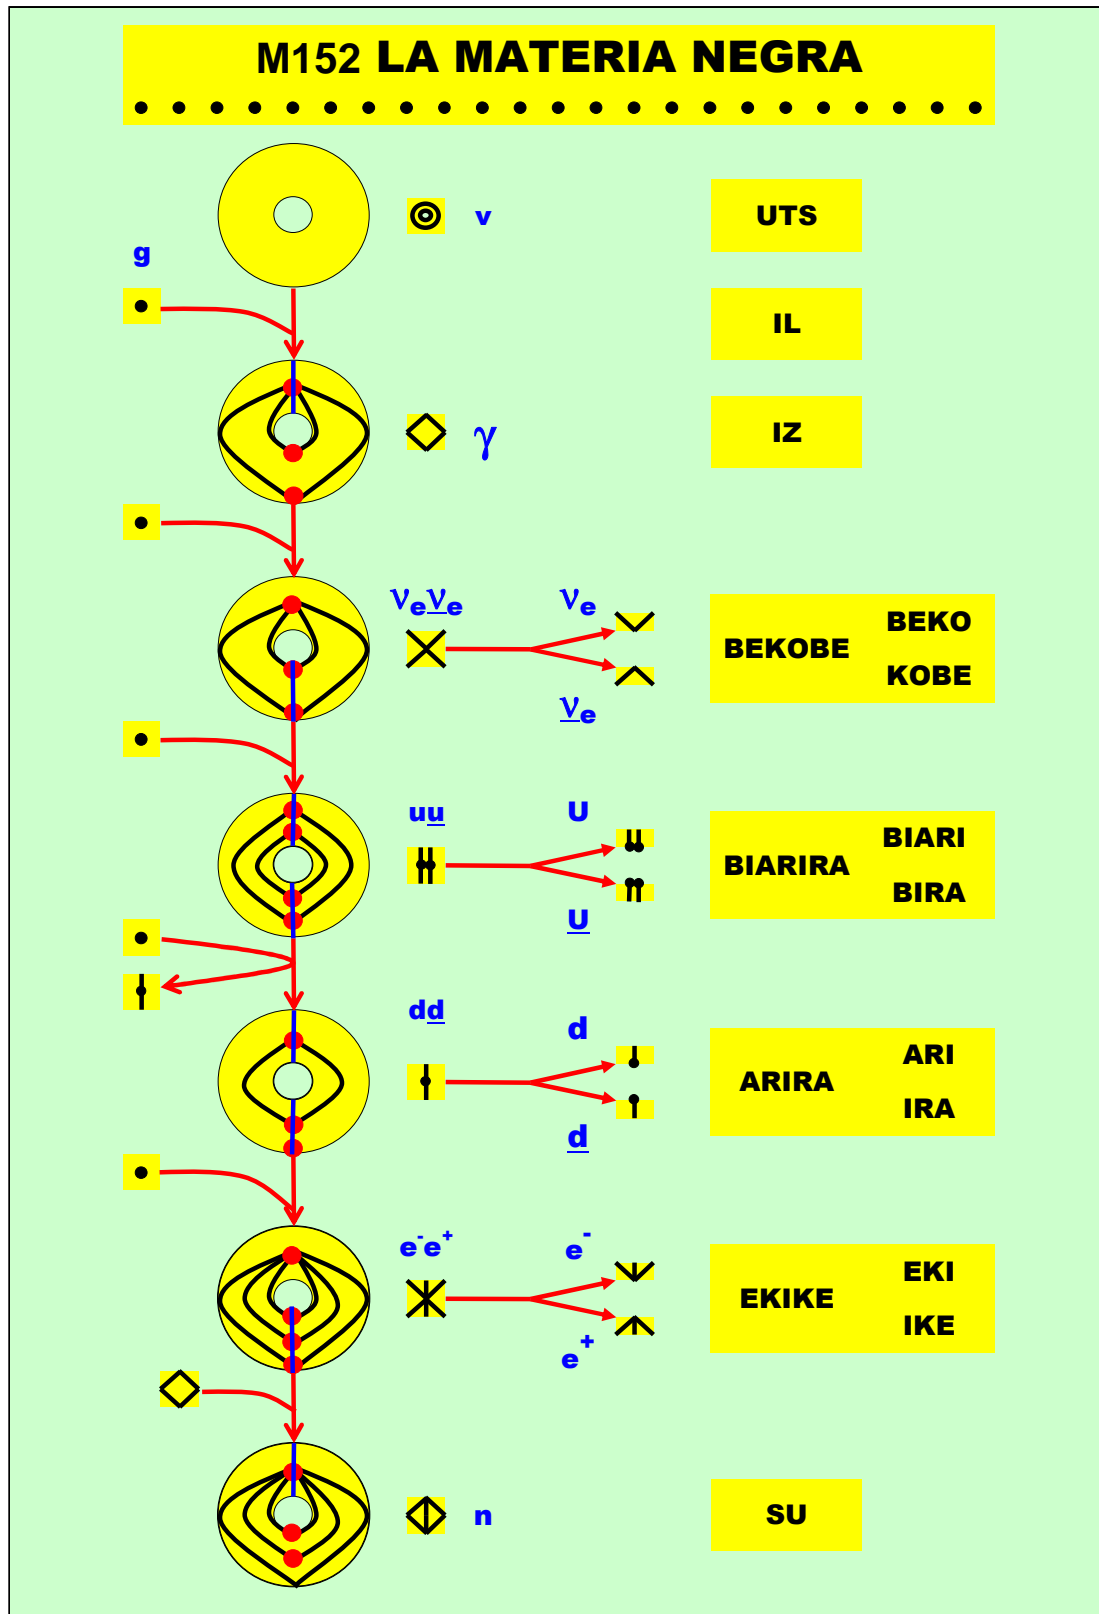 M152 LA MATERIA NEGRA
v
UTS
g
IL
γ
IZ
νeνe
νe
νe
BEKOBE
BEKO
KOBE
uu
U
U
BIARIRA
BIARI
BIRA
dd
d
d
ARIRA
ARI
IRA
e-e+
e-
e+
EKIKE
EKI
IKE
n
SU